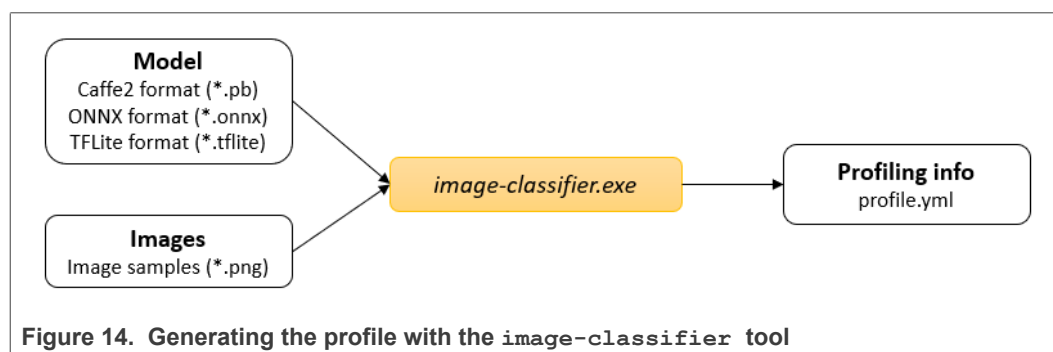 Model
Caffe2 format (*.pb)
ONNX format (*.onnx)
TFLite format (*.tflite)
Images
Image samples (*.png)
image-classifier.exe
Profiling info
profile.yml
Figure 14. Generating the profile with the image-classifier tool